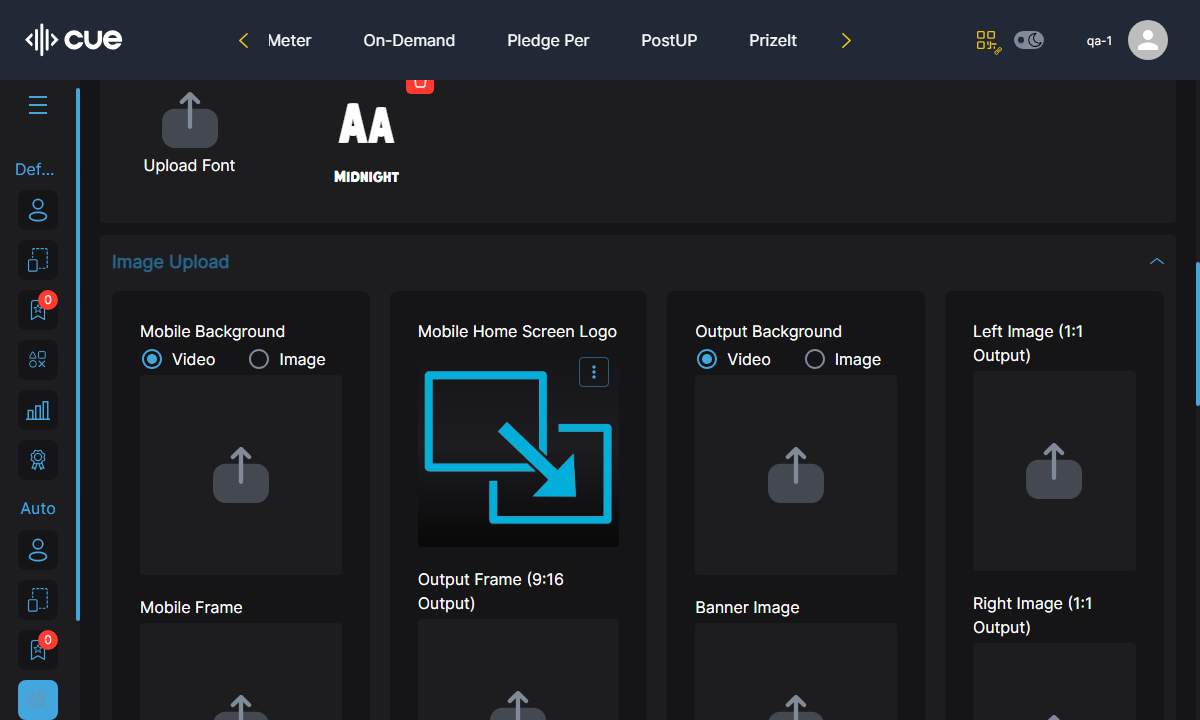 cue
Meter
On-Demand
Pledge Per
PostUP
PrizeIt
qa-1
Def...
0
Auto
0
Upload Font
AA
MIDNIGHT
Image Upload
Mobile Background
Video
Image
Mobile Home Screen Logo
Output Background
Video
Image
Left Image (1:1
Output)
Mobile Frame
Output Frame (9:16
Output)
Banner Image
Right Image (1:1
Output)